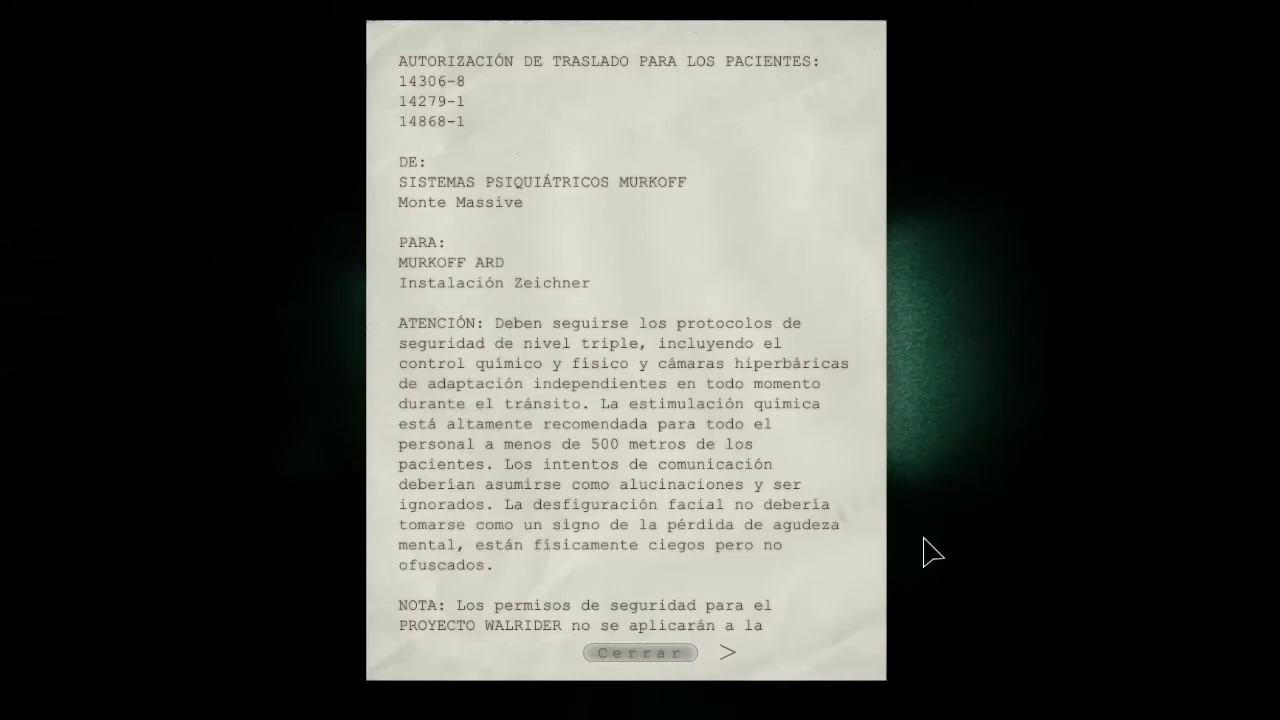 AUTORIZACIÓN DE TRASLADO PARA LOS PACIENTES:
14306-8
14279-1
14868-1
DE:
SISTEMAS PSIQUIÁTRICOS MURKOFF
Monte Massive
PARA:
MURKOFF ARD
Instalación Zeichner
ATENCIÓN: Deben seguirse los protocolos de
seguridad de nivel triple, incluyendo el
control químico y físico y cámaras hiperbáricas
de adaptación independientes en todo momento
durante el tránsito. La estimulación química
está altamente recomendada para todo el
personal a menos de 500 metros de los
pacientes. Los intentos de comunicación
deberían asumirse como alucinaciones y ser
ignorados. La desfiguración facial no debería
tomarse como un signo de la pérdida de agudeza
mental, están físicamente ciegos pero no
ofuscados.
NOTA: Los permisos de seguridad para el
PROYECTO WALRIDER no se aplicarán a la
Cerrar >